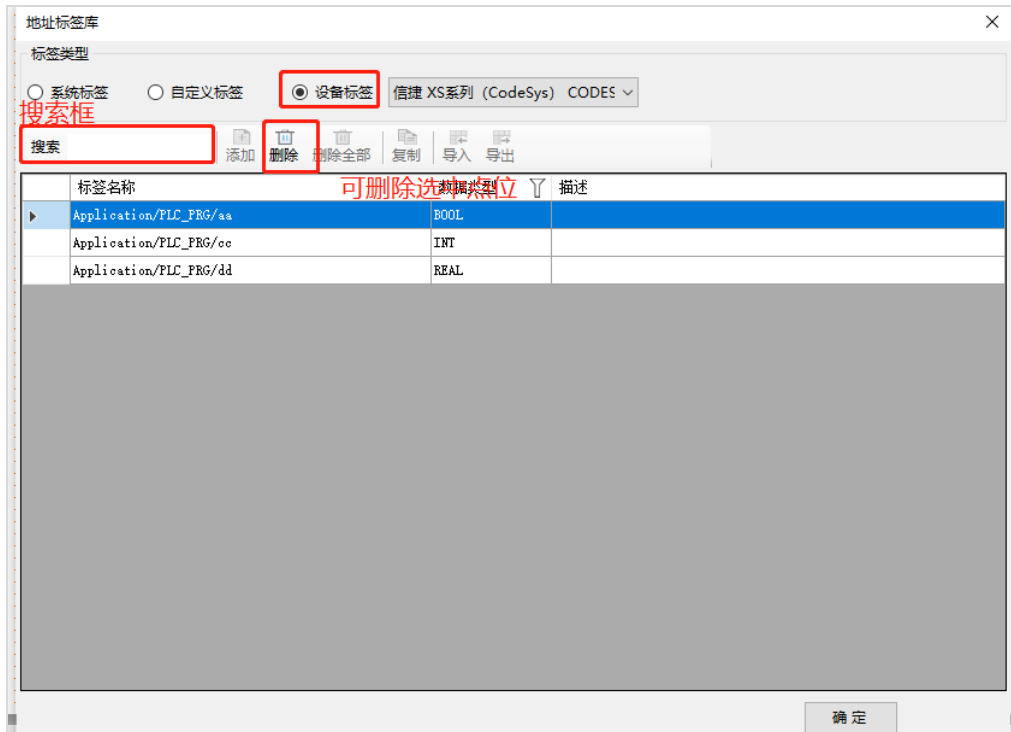 地址标签库
标签类型
系统标签 自定义标签 设备标签 信捷 XS系列（CodeSys） CODES
搜索框
搜索 添加 删除 删除全部 复制 导入 导出
可删除选中点位
标签名称 数据类型 描述
Application/PLC_PRG/aa BOOL
Application/PLC_PRG/cc INT
Application/PLC_PRG/dd REAL
确定